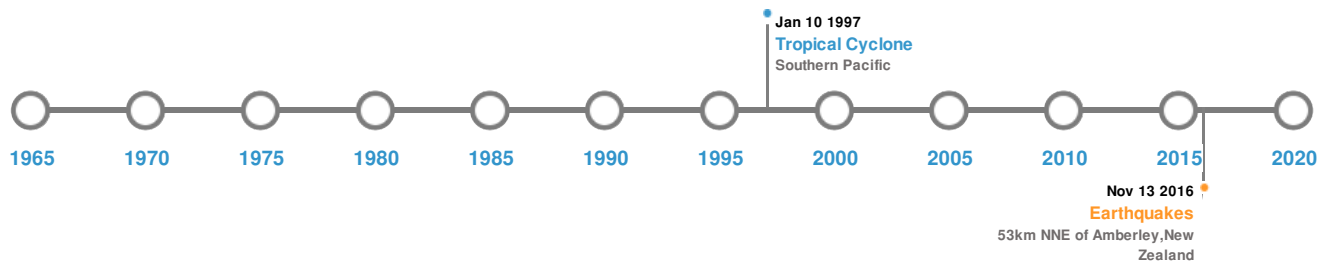 Jan 10 1997
Tropical Cyclone
Southern Pacific
1965 1970 1975 1980 1985 1990 1995 2000 2005 2010 2015 2020
Nov 13 2016
Earthquakes
53km NNE of Amberley,New
Zealand